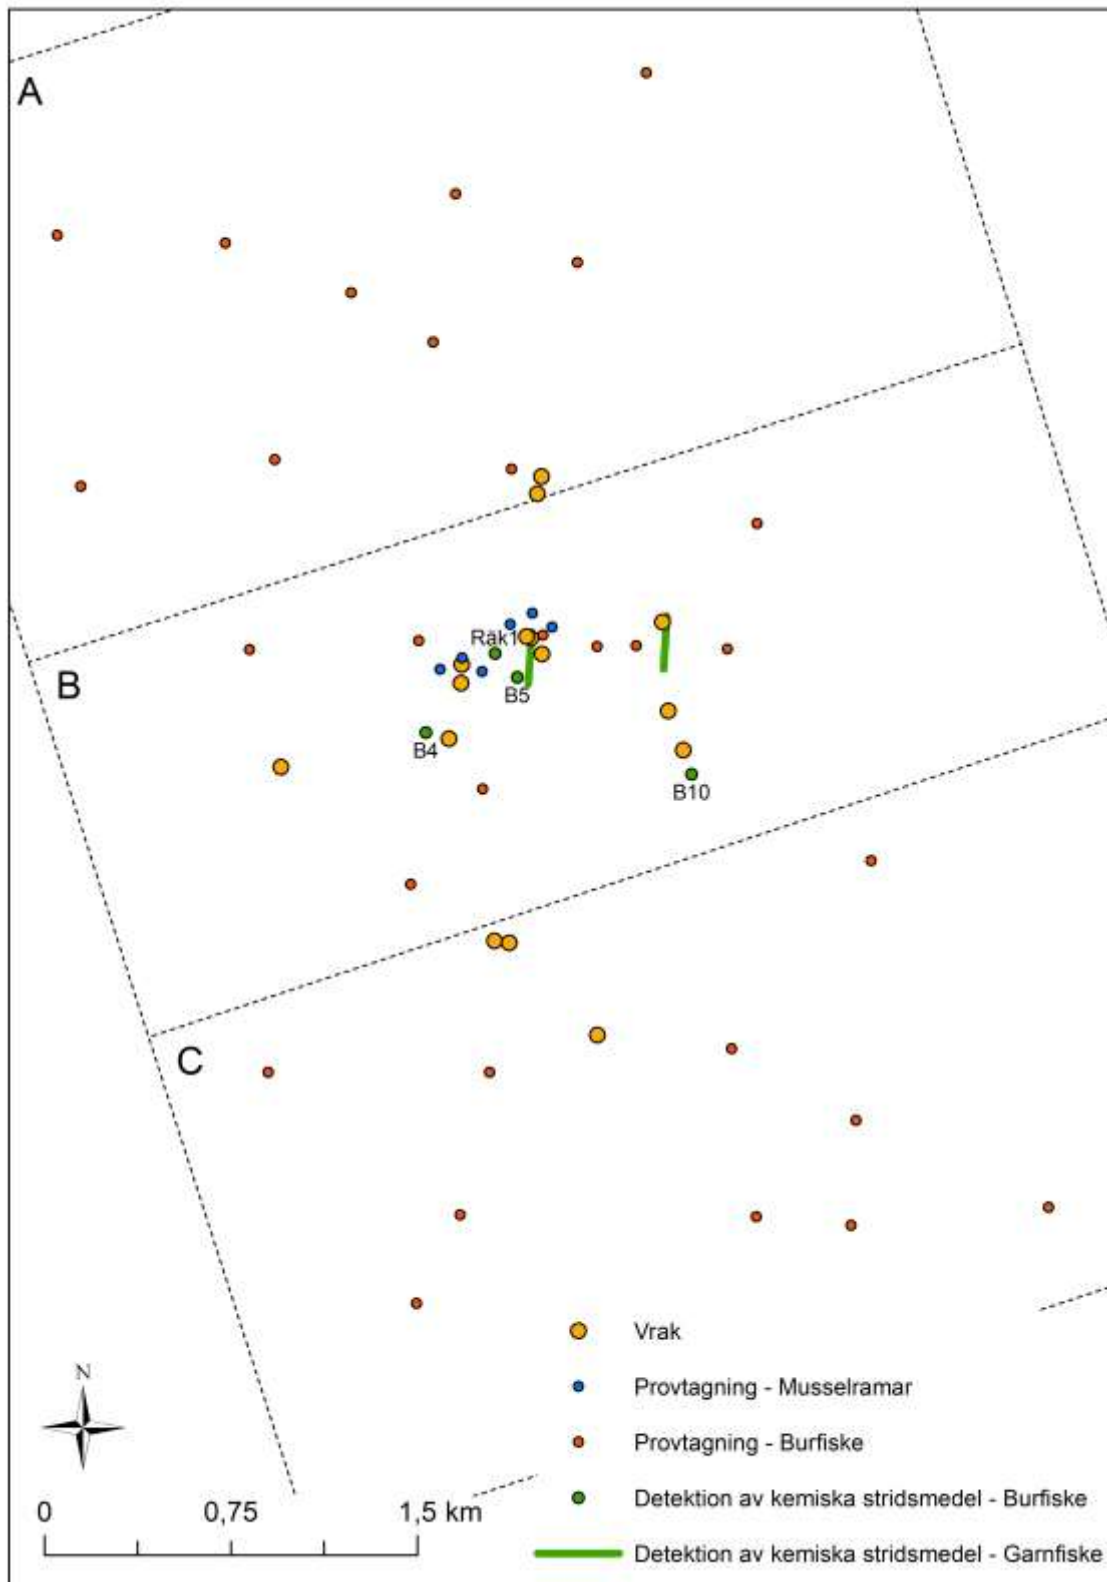 A
Räk1
B
B5
B4
B10
C
Vrak
N
Provtagning - Musselramar
Provtagning - Burfiske
0 0,75 1,5 km
Detektion av kemiska stridsmedel - Burfiske
Detektion av kemiska stridsmedel - Garnfiske